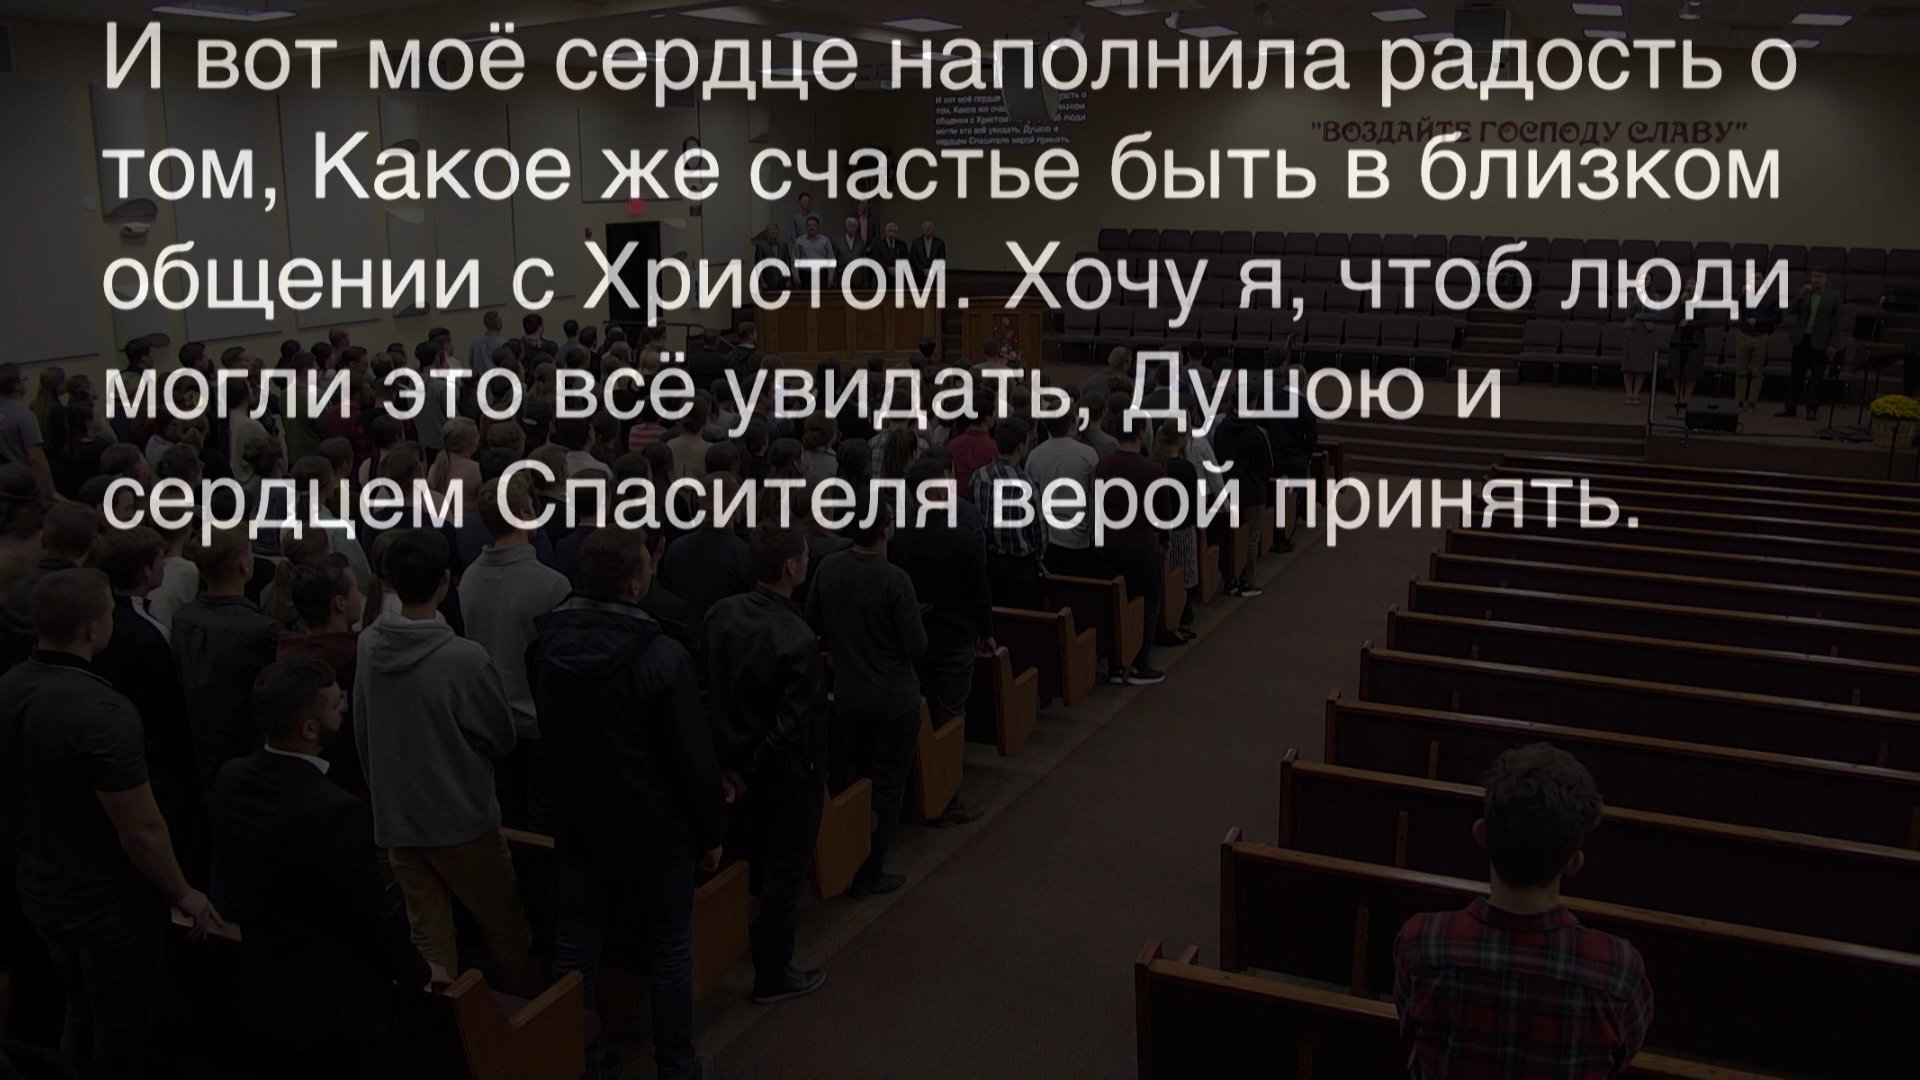 И вот моё сердце наполнила радость о
том, Какое же счастье быть в близком
общении с Христом. Хочу я, чтоб люди
могли это всё увидать, Душою и
сердцем Спасителя верой принять.
"ВОЗДАЙТЕ ГОСПОДУ СЛАВУ"